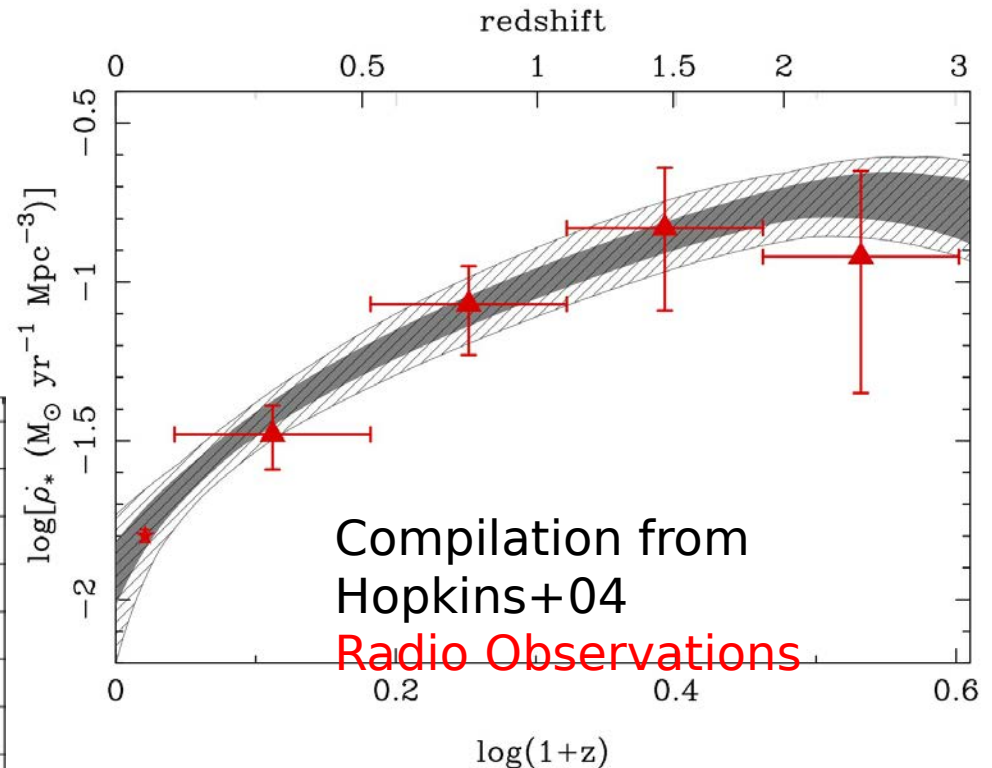 redshift
0 0.5 1 1.5 2 3
−0.5
−1
−1.5
−2
log[ρ̇* (M⊙ yr−1 Mpc−3)]
Compilation from
Hopkins+04
Radio Observations
0 0.2 0.4 0.6
log(1+z)